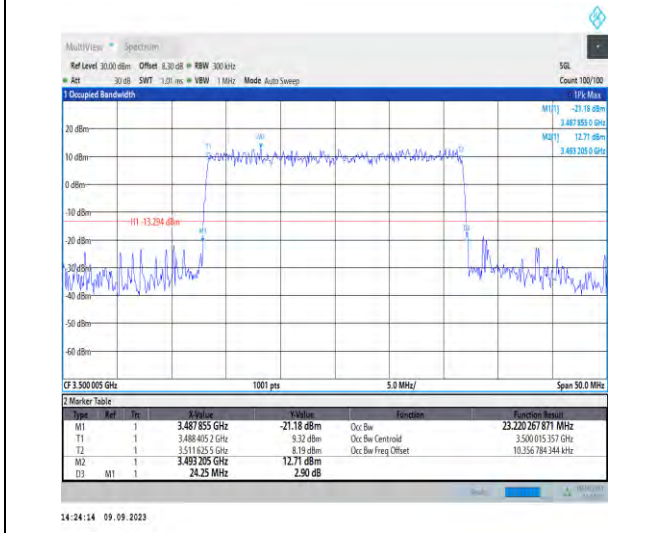 MultiView Spectrum
Ref Level 30.00 dBm Offset 8.30 dB RBW 300 kHz SGL
Att 30 dB SWT 1.01 ms VBW 1 MHz Mode Auto Sweep Count 100/100
1 Occupied Bandwidth 1Pk Max
M1[1] -21.18 dBm
3.487 855 0 GHz
M2[1] 12.71 dBm
3.493 205 0 GHz
20 dBm
T1 M2 T2
10 dBm
0 dBm
-10 dBm
H1 -13.294 dBm
M1 D3
-20 dBm
-30 dBm
-40 dBm
-50 dBm
-60 dBm
CF 3.500 005 GHz 1001 pts 5.0 MHz/ Span 50.0 MHz
2 Marker Table
Type Ref Trc X-Value Y-Value Function Function Result
M1 1 3.487855 GHz -21.18 dBm Occ Bw 23.220 267 871 MHz
T1 1 3.488 405 2 GHz 9.32 dBm Occ Bw Centroid 3.500 015 357 GHz
T2 1 3.511 625 5 GHz 8.19 dBm Occ Bw Freq Offset 10.356 784 344 kHz
M2 1 3.493205 GHz 12.71 dBm
D3 M1 1 24.25 MHz 2.90 dB
14:24:14 09.09.2023